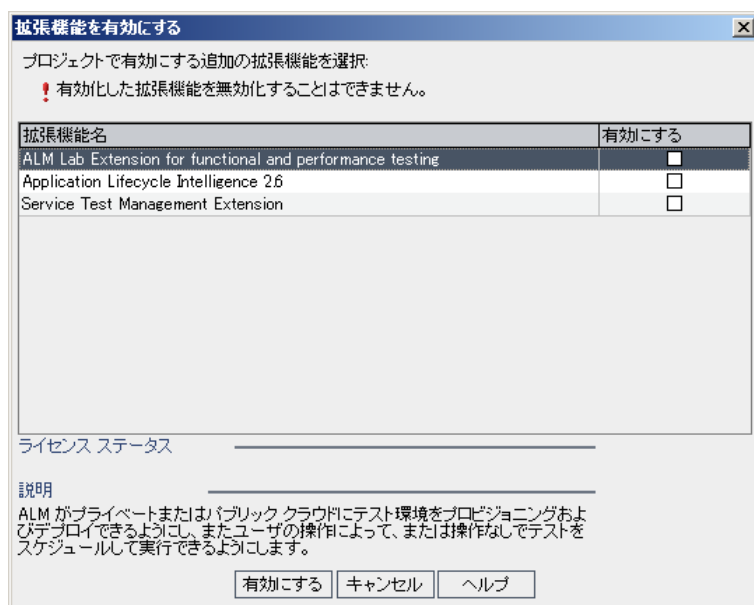 拡張機能を有効にする
プロジェクトで有効にする追加の拡張機能を選択:
有効化した拡張機能を無効化することはできません。
拡張機能名 有効にする
ALM Lab Extension for functional and performance testing
Application Lifecycle Intelligence 2.6
Service Test Management Extension
ライセンス ステータス
説明
ALM がプライベートまたはパブリック クラウドにテスト環境をプロビジョニングおよ
びデプロイできるようにし、またユーザの操作によって、または操作なしでテストを
スケジュールして実行できるようにします。
有効にする キャンセル ヘルプ